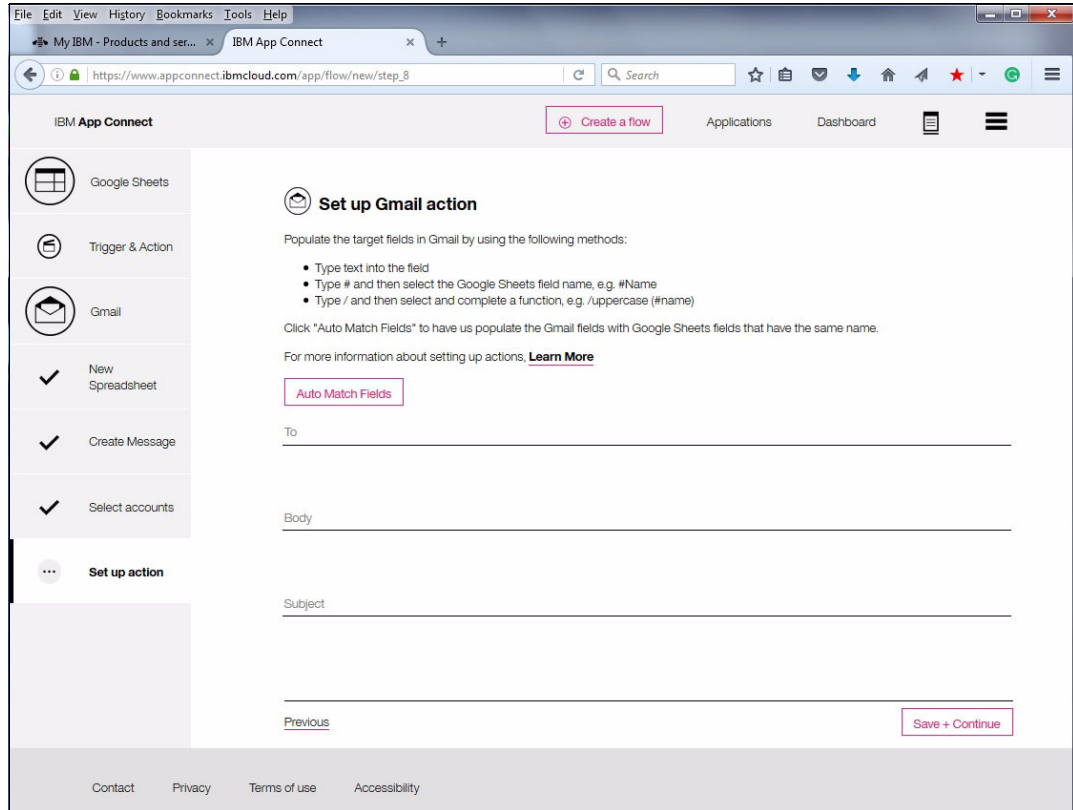 File Edit View History Bookmarks Tools Help
My IBM - Products and ser... × IBM App Connect × +
https://www.appconnect.ibmcloud.com/app/flow/new/step_8 Search
IBM App Connect Create a flow Applications Dashboard
Google Sheets
Trigger & Action
Gmail
New
Spreadsheet
Create Message
Select accounts
Set up action
Set up Gmail action
Populate the target fields in Gmail by using the following methods:
• Type text into the field
• Type # and then select the Google Sheets field name, e.g. #Name
• Type / and then select and complete a function, e.g. /uppercase (#name)
Click "Auto Match Fields" to have us populate the Gmail fields with Google Sheets fields that have the same name.
For more information about setting up actions, Learn More
Auto Match Fields
To
Body
Subject
Previous Save + Continue
Contact Privacy Terms of use Accessibility